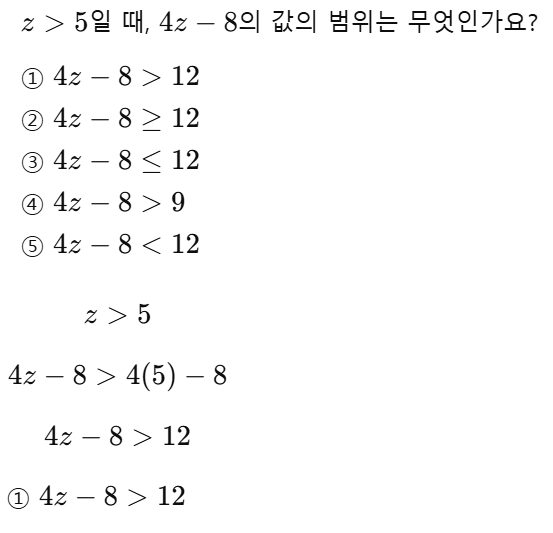 z > 5일 때, 4z − 8의 값의 범위는 무엇인가요?
① 4z − 8 > 12
② 4z − 8 ≥ 12
③ 4z − 8 ≤ 12
④ 4z − 8 > 9
⑤ 4z − 8 < 12
z > 5
4z − 8 > 4(5) − 8
4z − 8 > 12
① 4z − 8 > 12